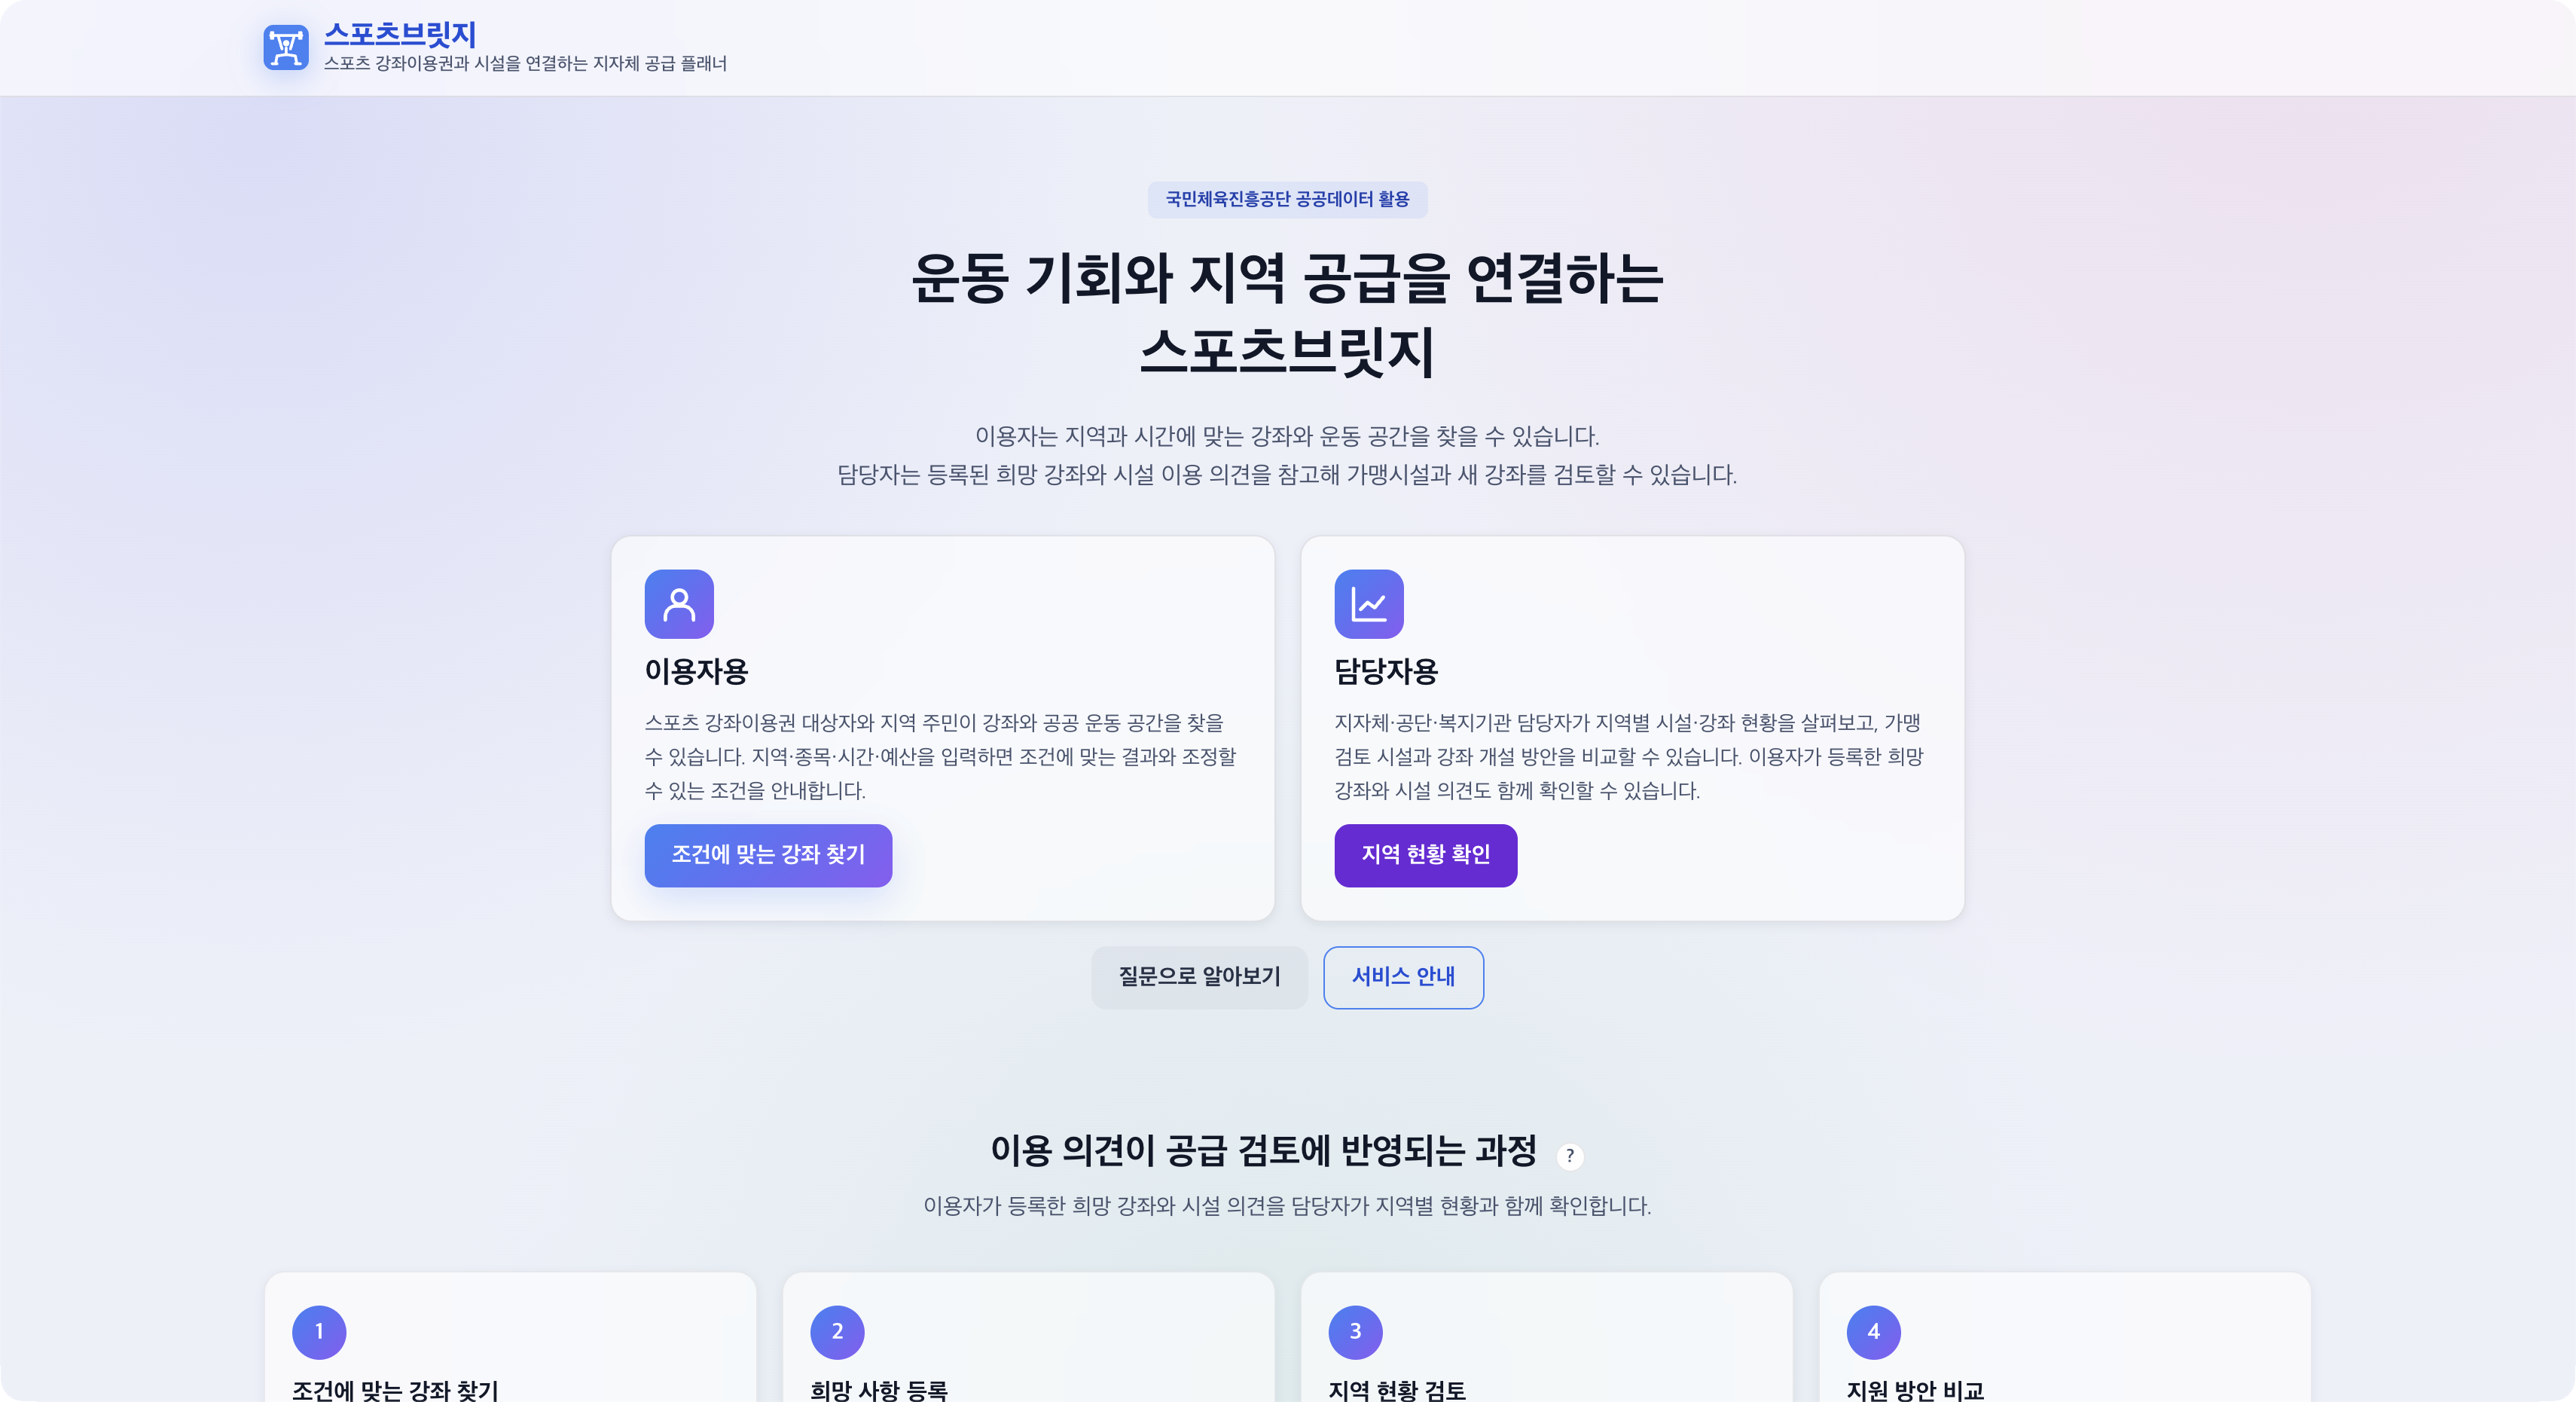 스포츠브릿지
스포츠 강좌이용권과 시설을 연결하는 지자체 공급 플래너
국민체육진흥공단 공공데이터 활용
운동 기회와 지역 공급을 연결하는
스포츠브릿지
이용자는 지역과 시간에 맞는 강좌와 운동 공간을 찾을 수 있습니다.
담당자는 등록된 희망 강좌와 시설 이용 의견을 참고해 가맹시설과 새 강좌를 검토할 수 있습니다.
이용자용
스포츠 강좌이용권 대상자와 지역 주민이 강좌와 공공 운동 공간을 찾을
수 있습니다. 지역·종목·시간·예산을 입력하면 조건에 맞는 결과와 조정할
수 있는 조건을 안내합니다.
조건에 맞는 강좌 찾기
담당자용
지자체·공단·복지기관 담당자가 지역별 시설·강좌 현황을 살펴보고, 가맹
검토 시설과 강좌 개설 방안을 비교할 수 있습니다. 이용자가 등록한 희망
강좌와 시설 의견도 함께 확인할 수 있습니다.
지역 현황 확인
질문으로 알아보기
서비스 안내
이용 의견이 공급 검토에 반영되는 과정 ?
이용자가 등록한 희망 강좌와 시설 의견을 담당자가 지역별 현황과 함께 확인합니다.
1
조건에 맞는 강좌 찾기
2
희망 사항 등록
3
지역 현황 검토
4
지원 방안 비교